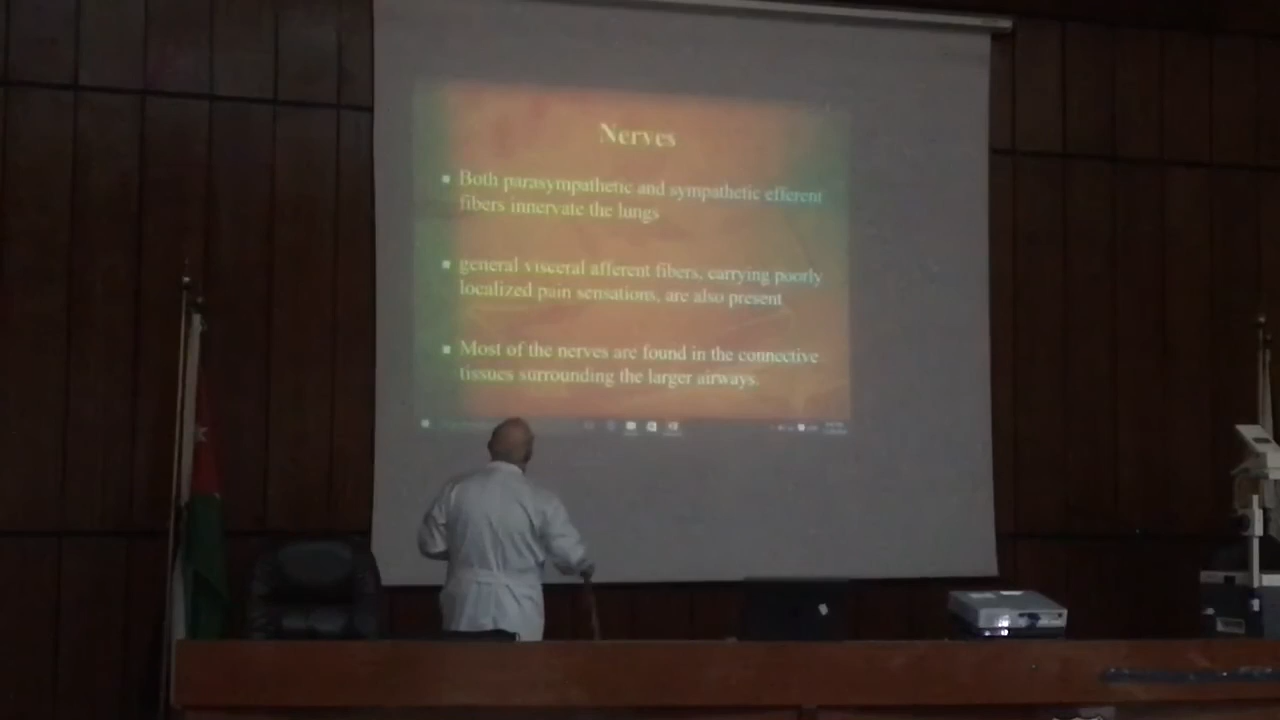 Nerves
▪ Both parasympathetic and sympathetic efferent
fibers innervate the lungs
▪ general visceral afferent fibers, carrying poorly
localized pain sensations, are also present
▪ Most of the nerves are found in the connective
tissues surrounding the larger airways.